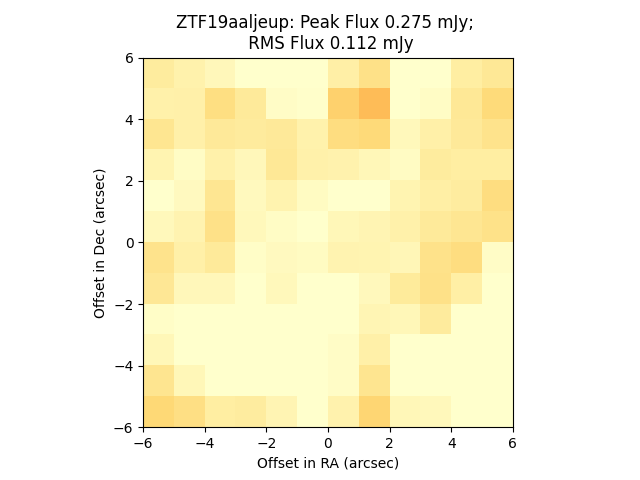 ZTF19aaljeup: Peak Flux 0.275 mJy;
RMS Flux 0.112 mJy
6
4
2
0
−2
−4
−6
Offset in Dec (arcsec)
−6 −4 −2 0 2 4 6
Offset in RA (arcsec)